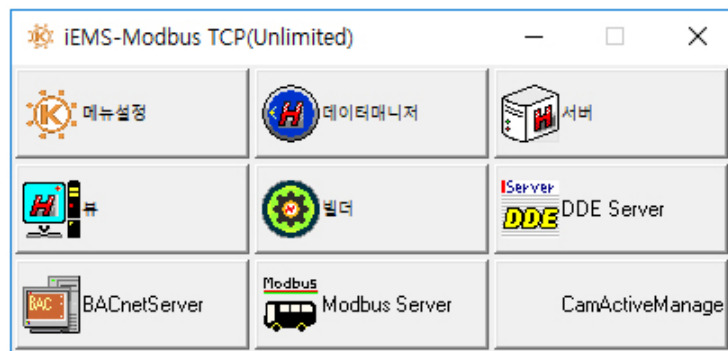 iEMS-Modbus TCP(Unlimited)
메뉴설정
데이터매니저
H
서버
H
뷰
빌더
IServer
DDE
DDE Server
BAC
BACnetServer
Modbus
Modbus Server
CamActiveManage